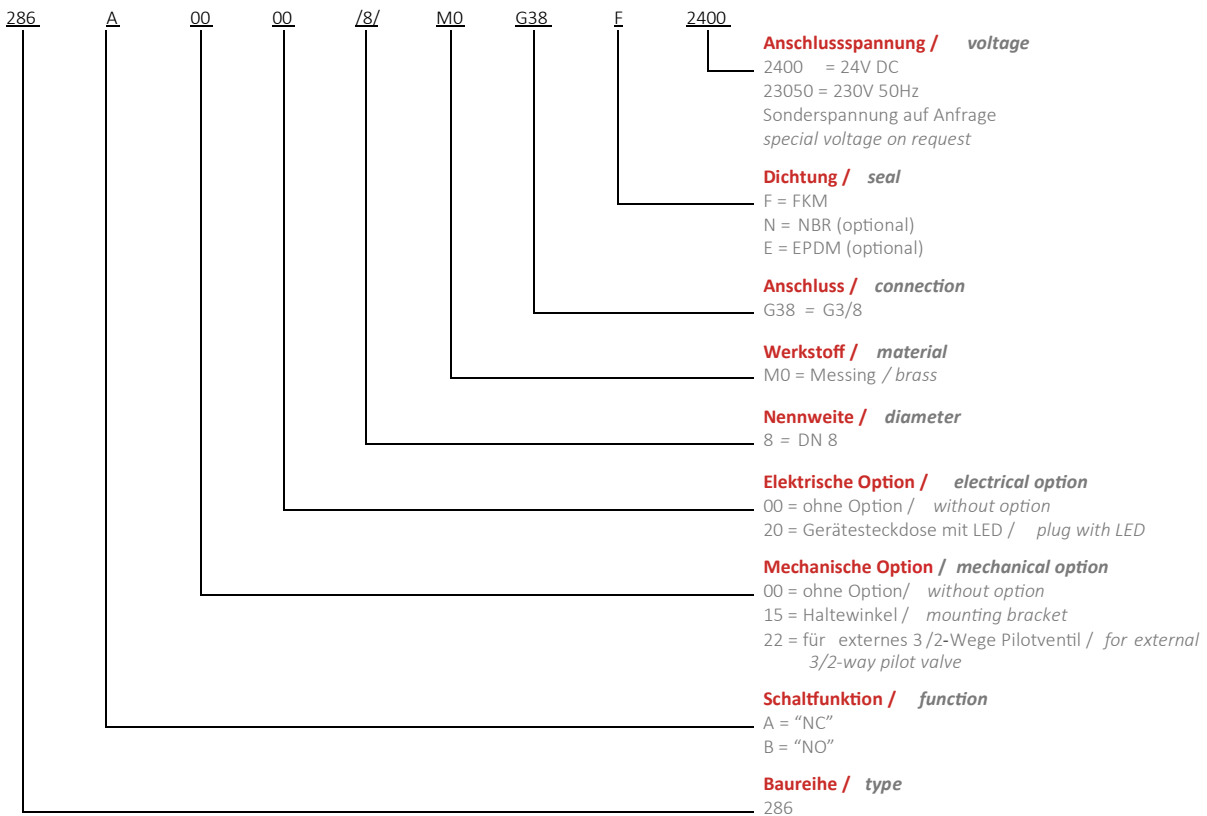 286 A 00 00 /8/ M0 G38 F 2400
Anschlussspannung / voltage
2400 = 24V DC
23050 = 230V 50Hz
Sonderspannung auf Anfrage
special voltage on request
Dichtung / seal
F = FKM
N = NBR (optional)
E = EPDM (optional)
Anschluss / connection
G38 = G3/8
Werkstoff / material
M0 = Messing / brass
Nennweite / diameter
8 = DN 8
Elektrische Option / electrical option
00 = ohne Option / without option
20 = Gerätesteckdose mit LED / plug with LED
Mechanische Option / mechanical option
00 = ohne Option/ without option
15 = Haltewinkel / mounting bracket
22 = für externes 3/2-Wege Pilotventil / for external
3/2-way pilot valve
Schaltfunktion / function
A = “NC”
B = “NO”
Baureihe / type
286